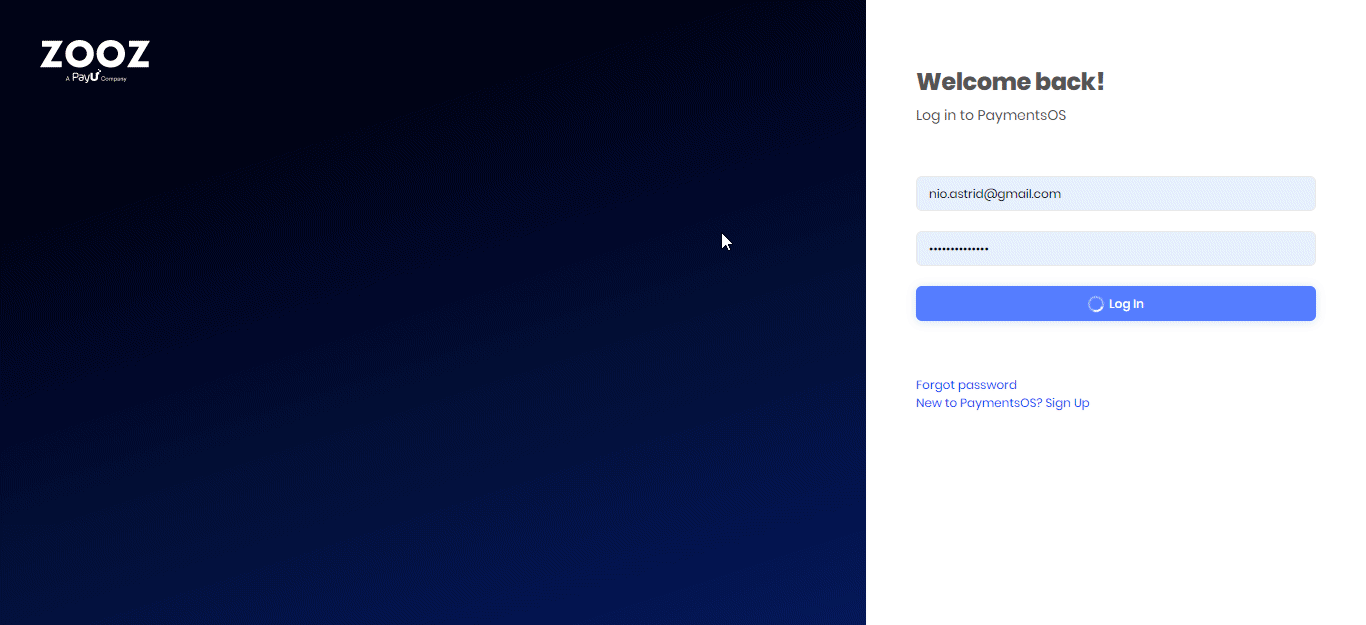 ZOOZ
A PayU Company
Welcome back!
Log in to PaymentsOS
nio.astrid@gmail.com
••••••••••••••
Log In
Forgot password
New to PaymentsOS? Sign Up